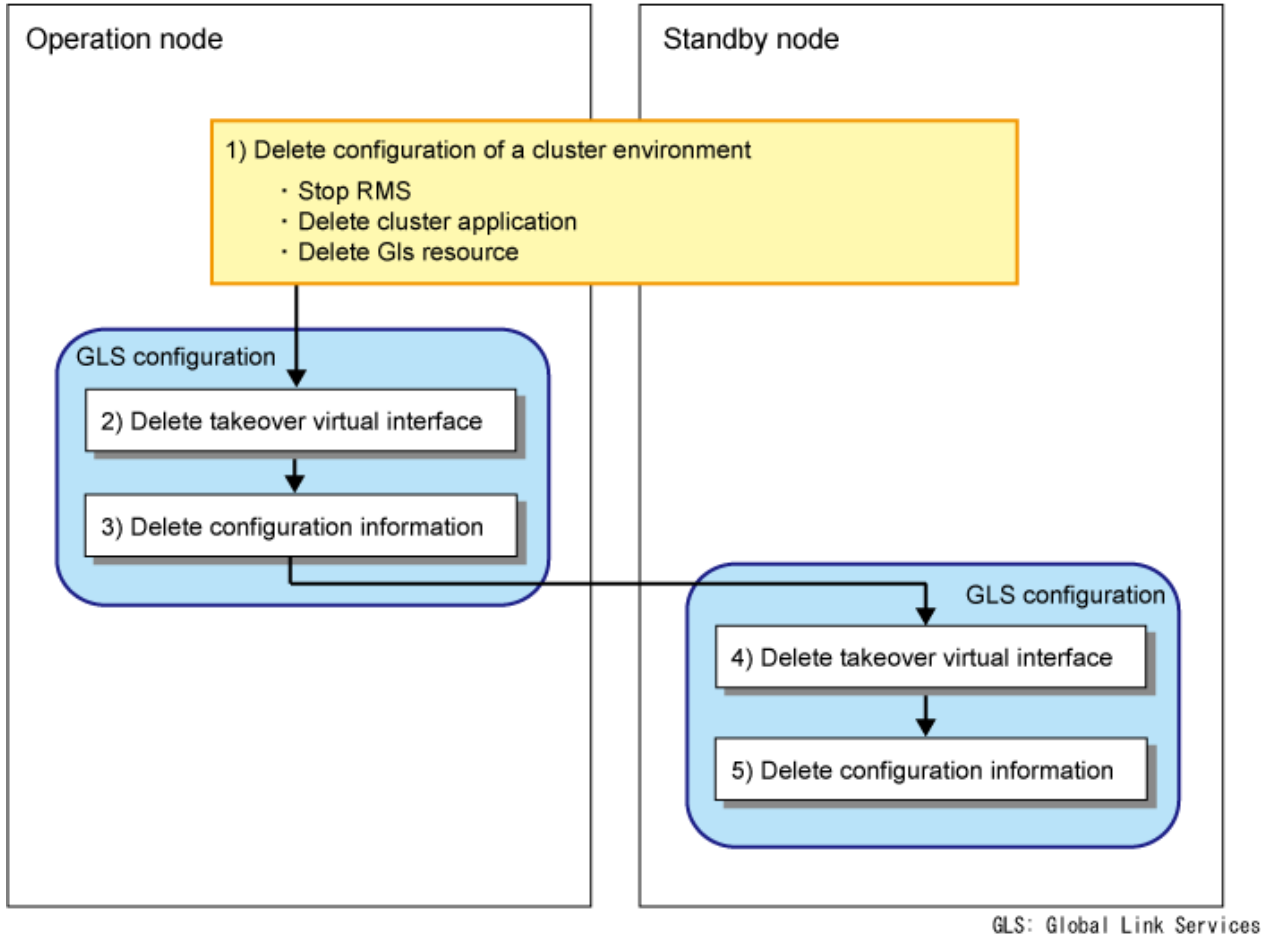 Operation node
Standby node
1) Delete configuration of a cluster environment
・ Stop RMS
・ Delete cluster application
・ Delete Gls resource
GLS configuration
2) Delete takeover virtual interface
3) Delete configuration information
GLS configuration
4) Delete takeover virtual interface
5) Delete configuration information
GLS: Global Link Services